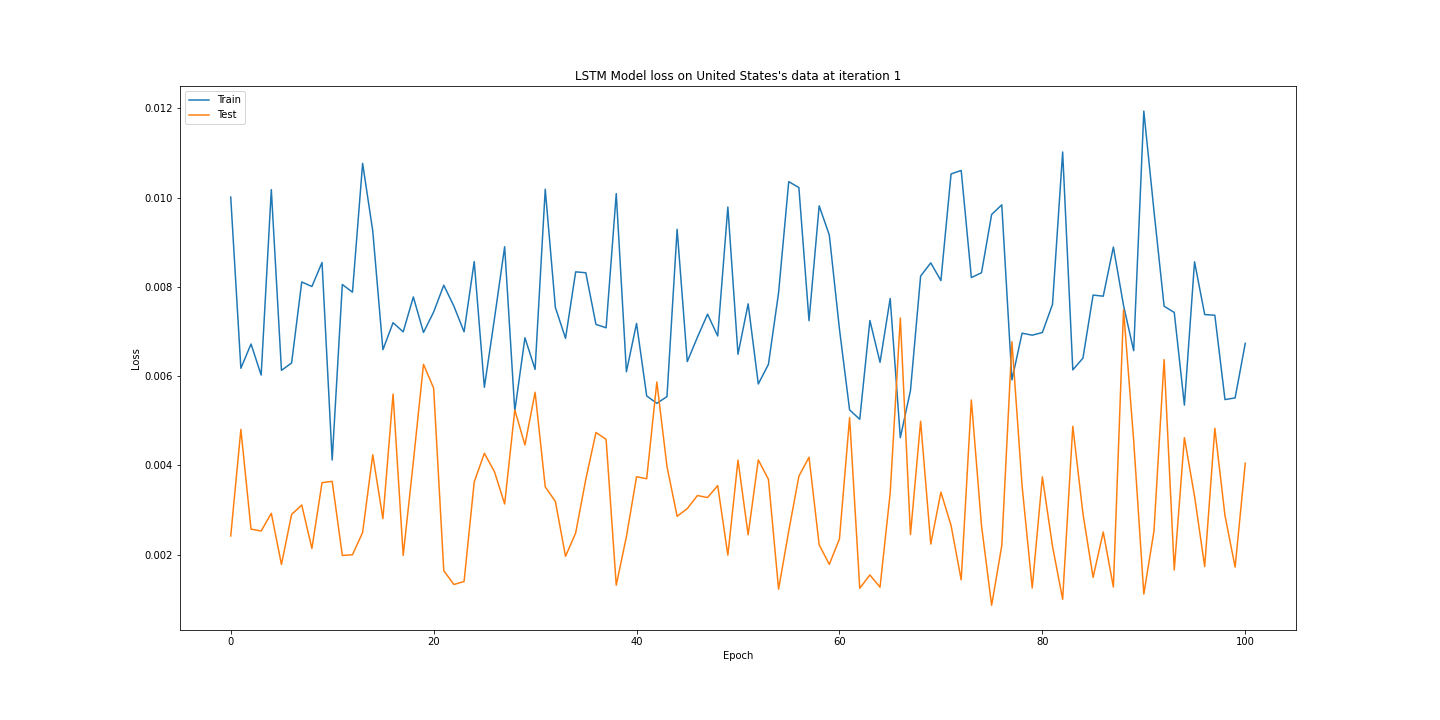 LSTM Model loss on United States's data at iteration 1
Train
Test
0.012
0.010
0.008
0.006
0.004
0.002
Loss
0 20 40 60 80 100
Epoch